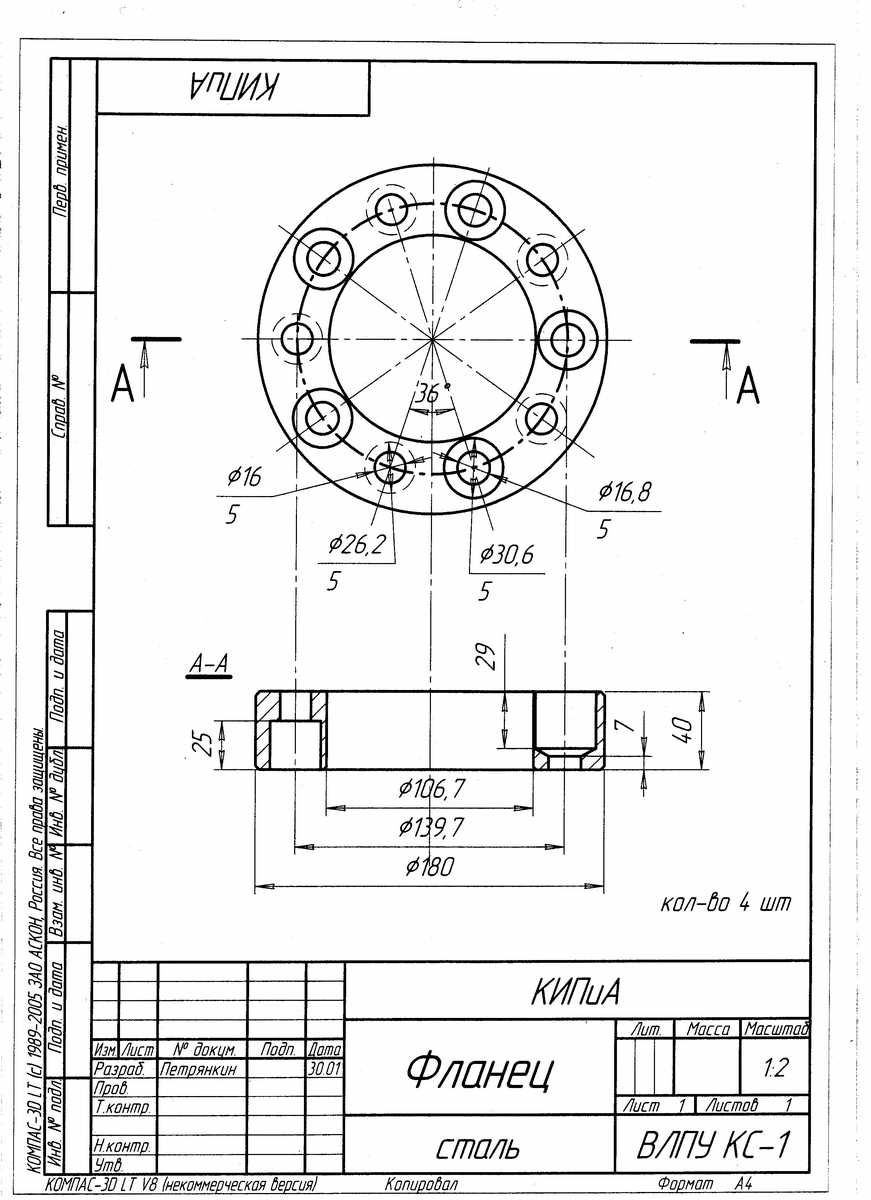 КИПиА
Перв. примен.
Справ. №
36°
А
А
⌀16
5
⌀16,8
5
⌀26,2
5
⌀30,6
5
А-А
29
25
7
40
⌀106,7
⌀139,7
⌀180
кол-во 4 шт
Подп. и дата
Инв. № дубл.
Взам. инв. №
Подп. и дата
Инв. № подл.
КОМПАС-3D LT (с) 1989-2005 ЗАО АСКОН, Россия. Все права защищены.
КИПиА
Лит. Масса Масштаб
Изм. Лист № докум. Подп. Дата
Разраб. Петрянкин 30.01
Пров.
Т.контр.
Н.контр.
Утв.
Фланец
1:2
Лист 1 Листов 1
сталь
ВЛПУ КС-1
КОМПАС-3D LT V8 (некоммерческая версия) Копировал Формат А4